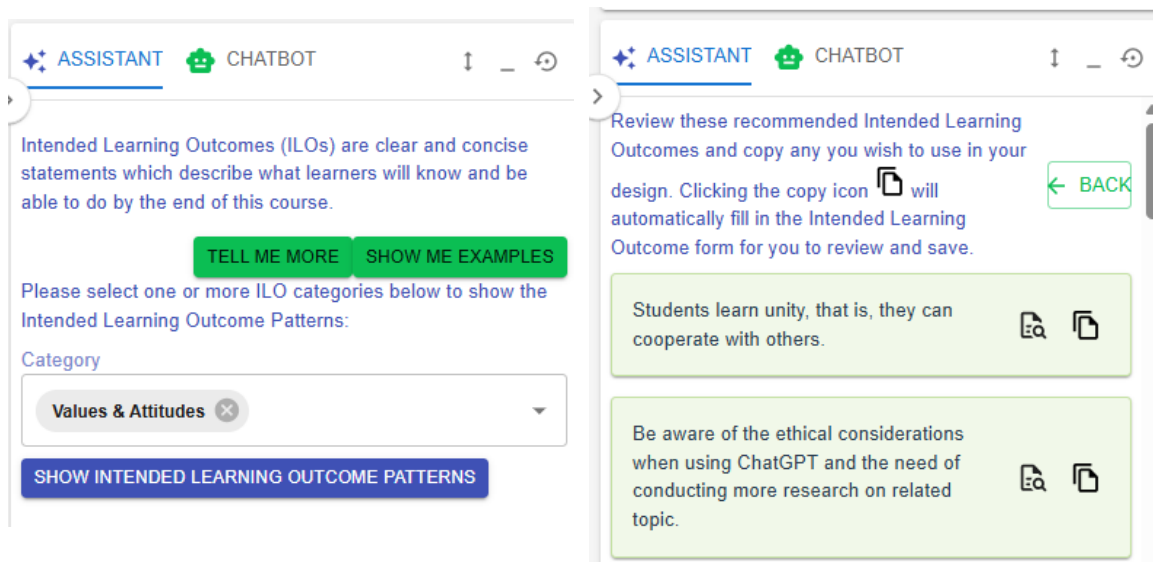 ASSISTANT CHATBOT
Intended Learning Outcomes (ILOs) are clear and concise
statements which describe what learners will know and be
able to do by the end of this course.
TELL ME MORE SHOW ME EXAMPLES
Please select one or more ILO categories below to show the
Intended Learning Outcome Patterns:
Category
Values & Attitudes
SHOW INTENDED LEARNING OUTCOME PATTERNS
ASSISTANT CHATBOT
Review these recommended Intended Learning
Outcomes and copy any you wish to use in your
design. Clicking the copy icon will
automatically fill in the Intended Learning
Outcome form for you to review and save.
BACK
Students learn unity, that is, they can
cooperate with others.
Be aware of the ethical considerations
when using ChatGPT and the need of
conducting more research on related
topic.